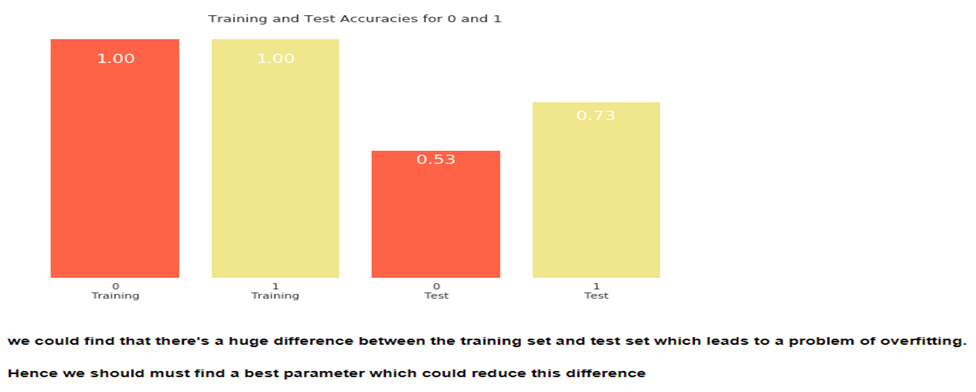 Training and Test Accuracies for 0 and 1
1.00
1.00
0.53
0.73
0
Training
1
Training
0
Test
1
Test
we could find that there's a huge difference between the training set and test set which leads to a problem of overfitting.
Hence we should must find a best parameter which could reduce this difference